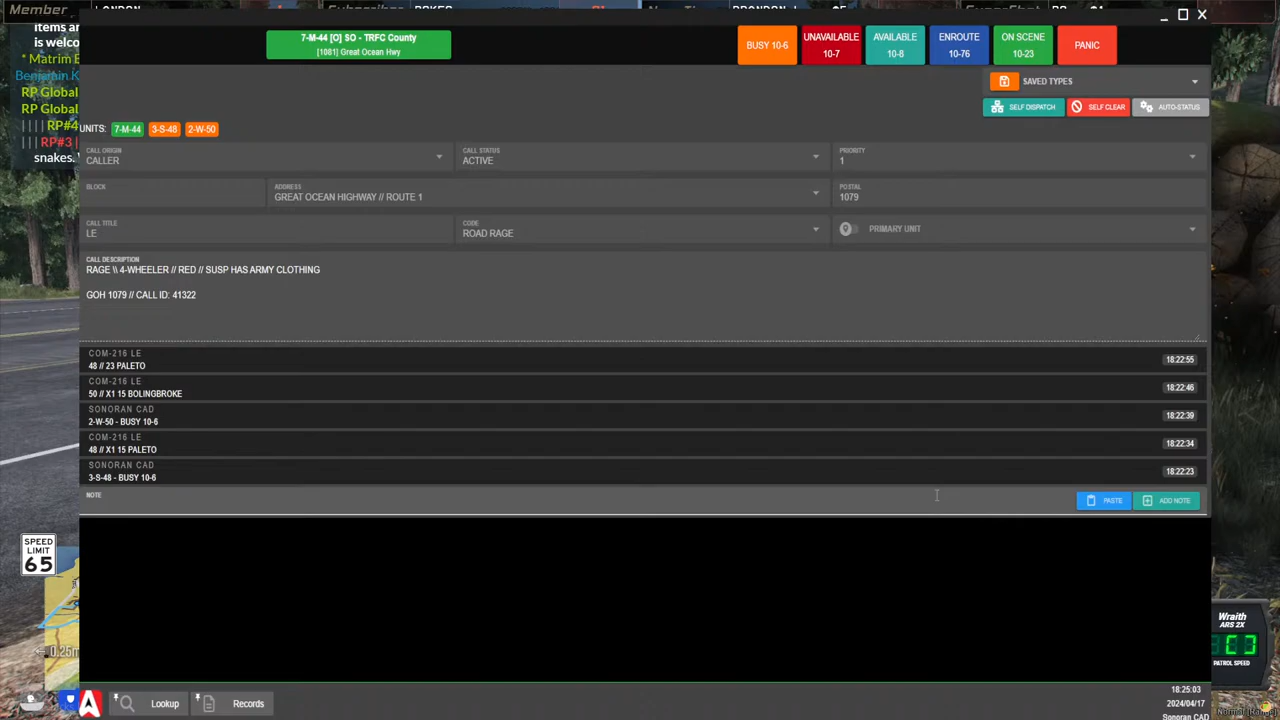 Member
items ar
is welco
* Matrim E
Benjamin K
RP Global
RP Global
| | | | RP#4
| | | RP#3 |
snakes.
7-M-44 [O] SO - TRFC County
[1081] Great Ocean Hwy
BUSY 10-6
UNAVAILABLE
10-7
AVAILABLE
10-8
ENROUTE
10-76
ON SCENE
10-23
PANIC
SAVED TYPES
SELF DISPATCH
SELF CLEAR
AUTO-STATUS
UNITS: 7-M-44 3-S-48 2-W-50
CALL ORIGIN
CALLER
CALL STATUS
ACTIVE
PRIORITY
1
BLOCK
ADDRESS
GREAT OCEAN HIGHWAY // ROUTE 1
POSTAL
1079
CALL TITLE
LE
CODE
ROAD RAGE
PRIMARY UNIT
CALL DESCRIPTION
RAGE \\ 4-WHEELER // RED // SUSP HAS ARMY CLOTHING
GOH 1079 // CALL ID: 41322
COM-216 LE
48 // 23 PALETO
18:22:55
COM-216 LE
50 // X1 15 BOLINGBROKE
18:22:46
SONORAN CAD
2-W-50 - BUSY 10-6
18:22:39
COM-216 LE
48 // X1 15 PALETO
18:22:34
SONORAN CAD
3-S-48 - BUSY 10-6
18:22:23
NOTE
PASTE
ADD NOTE
SPEED
LIMIT
65
0.25m
Wraith
ARS 2X
PATROL SPEED
Lookup
Records
18:25:03
2024/04/17
Sonoran CAD